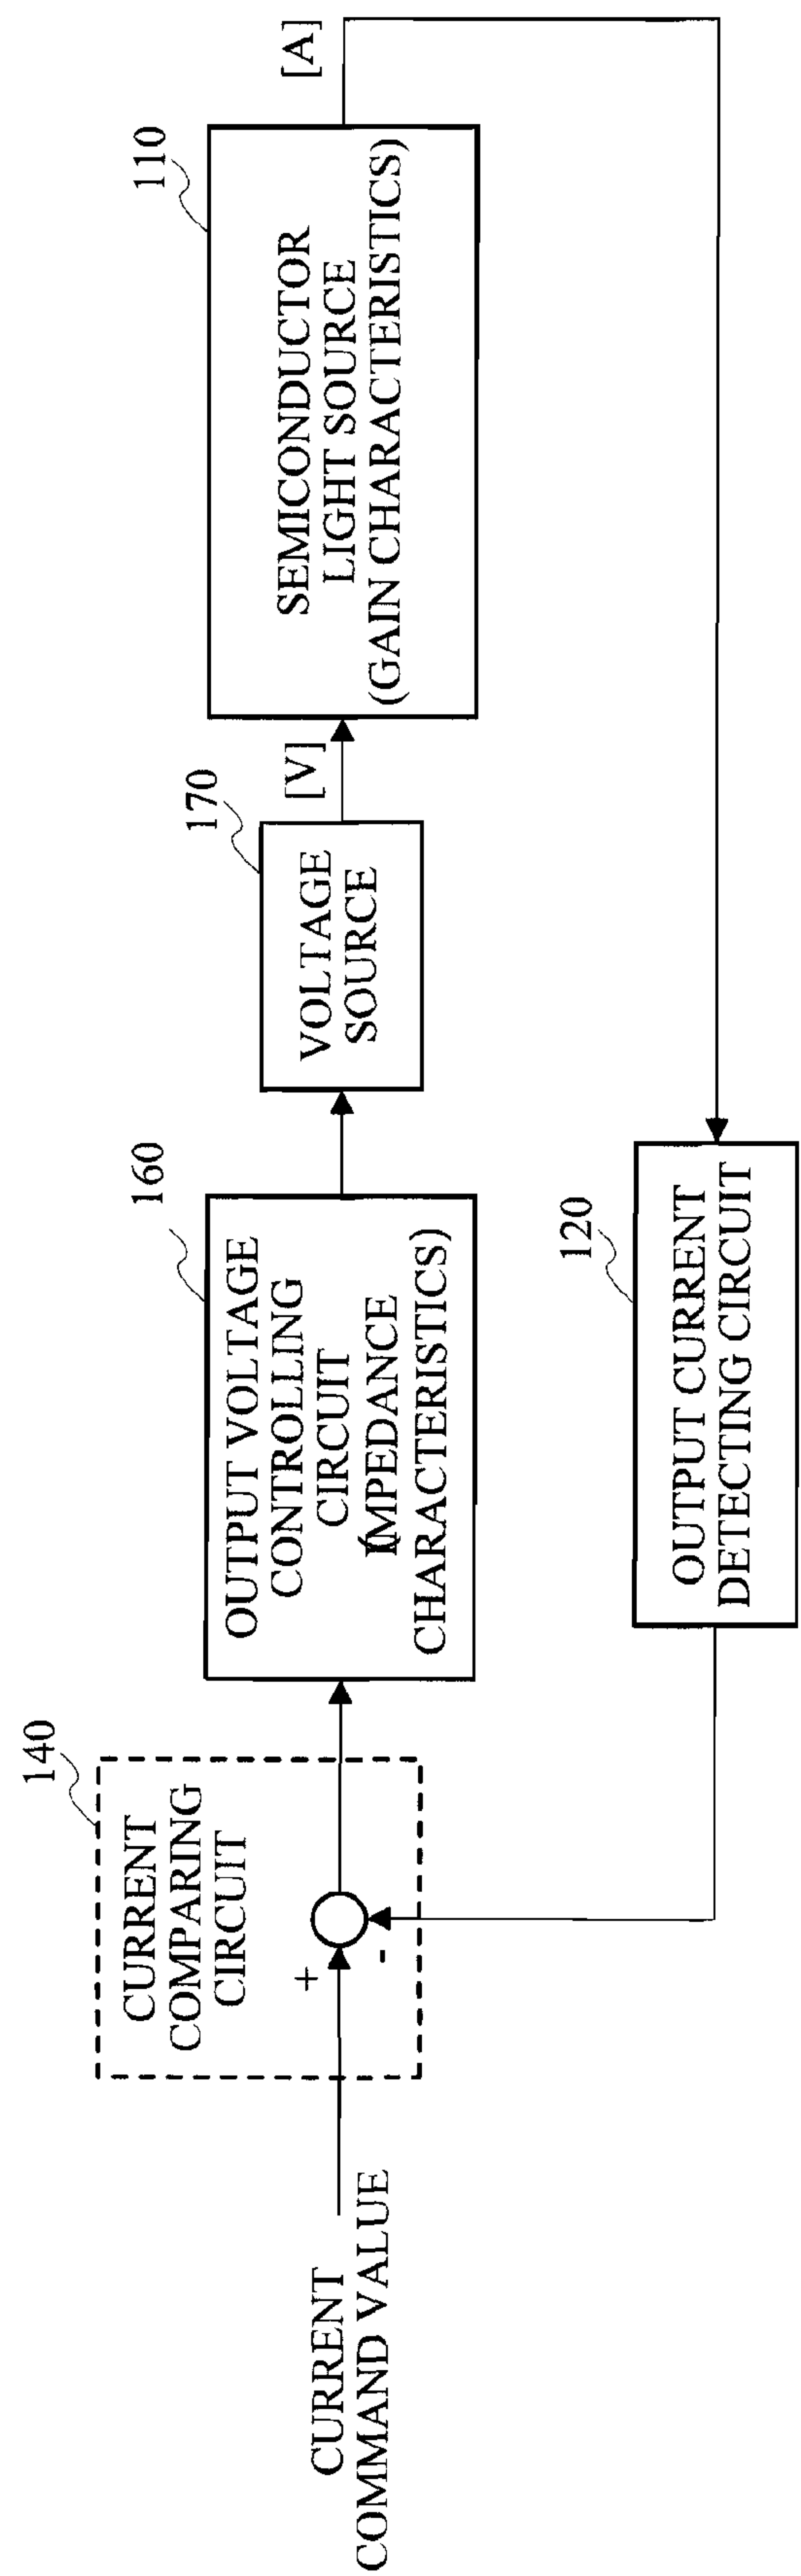 CURRENT
COMMAND VALUE
140
CURRENT
COMPARING
CIRCUIT
+
-
160
OUTPUT VOLTAGE
CONTROLLING
CIRCUIT
(IMPEDANCE
CHARACTERISTICS)
170
VOLTAGE
SOURCE
[V]
110
SEMICONDUCTOR
LIGHT SOURCE
(GAIN CHARACTERISTICS)
[A]
120
OUTPUT CURRENT
DETECTING CIRCUIT